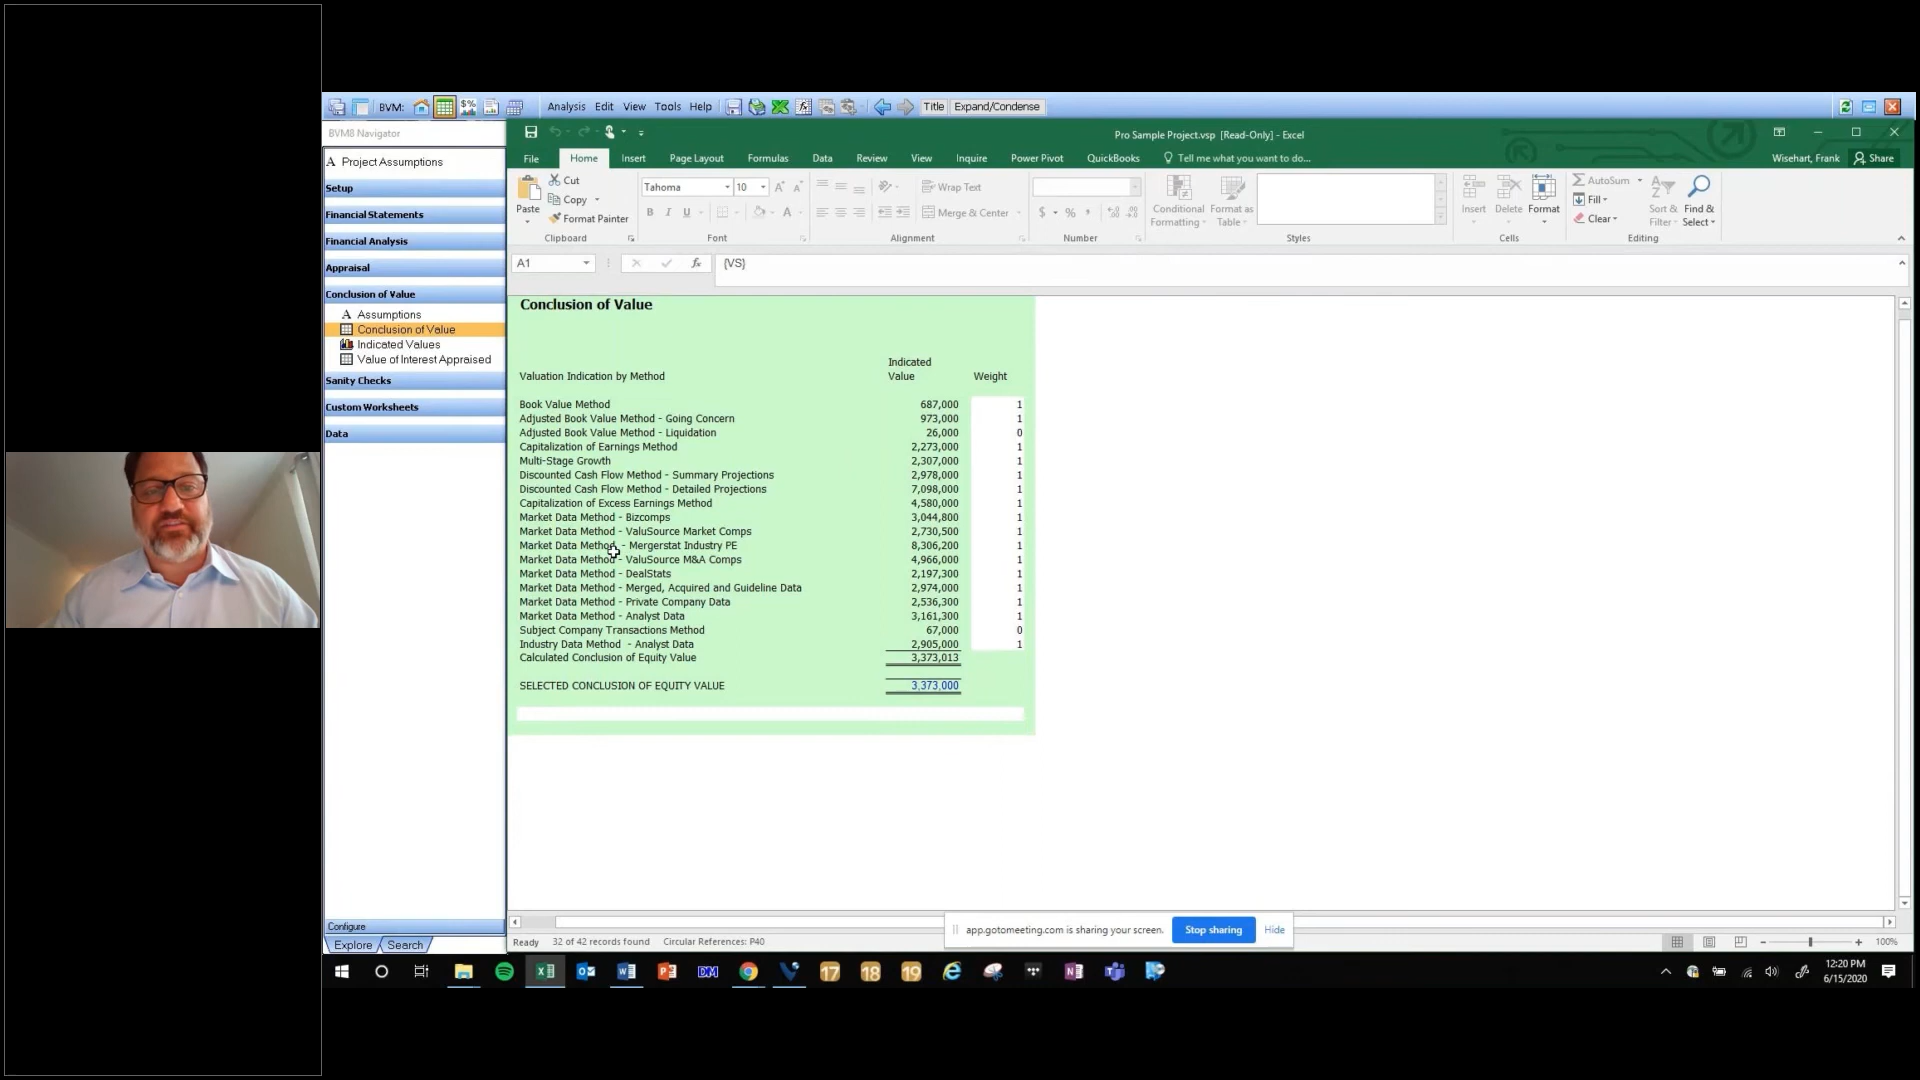 BVM: Analysis Edit View Tools Help Title Expand/Condense
BVM8 Navigator
A Project Assumptions
Setup
Financial Statements
Financial Analysis
Appraisal
Conclusion of Value
A Assumptions
Conclusion of Value
Indicated Values
Value of Interest Appraised
Sanity Checks
Custom Worksheets
Data
Configure
Explore Search
Pro Sample Project.vsp [Read-Only] - Excel
File Home Insert Page Layout Formulas Data Review View Inquire Power Pivot QuickBooks Tell me what you want to do... Wisehart, Frank Share
Paste Cut Copy Format Painter
Clipboard
Tahoma 10
B I U
Font
Wrap Text
Merge & Center
Alignment
$ % ,
Number
Conditional Formatting
Format as Table
Styles
Insert Delete Format
Cells
AutoSum
Fill
Clear
Sort & Filter
Find & Select
Editing
A1 fx {VS}
Conclusion of Value
Valuation Indication by Method Indicated Value Weight
Book Value Method 687,000 1
Adjusted Book Value Method - Going Concern 973,000 1
Adjusted Book Value Method - Liquidation 26,000 0
Capitalization of Earnings Method 2,273,000 1
Multi-Stage Growth 2,307,000 1
Discounted Cash Flow Method - Summary Projections 2,978,000 1
Discounted Cash Flow Method - Detailed Projections 7,098,000 1
Capitalization of Excess Earnings Method 4,580,000 1
Market Data Method - Bizcomps 3,044,800 1
Market Data Method - ValuSource Market Comps 2,730,500 1
Market Data Method - Mergerstat Industry PE 8,306,200 1
Market Data Method - ValuSource M&A Comps 4,966,000 1
Market Data Method - DealStats 2,197,300 1
Market Data Method - Merged, Acquired and Guideline Data 2,974,000 1
Market Data Method - Private Company Data 2,536,300 1
Market Data Method - Analyst Data 3,161,300 1
Subject Company Transactions Method 67,000 0
Industry Data Method - Analyst Data 2,905,000 1
Calculated Conclusion of Equity Value 3,373,013
SELECTED CONCLUSION OF EQUITY VALUE 3,373,000
app.gotomeeting.com is sharing your screen. Stop sharing Hide
Ready 32 of 42 records found Circular References: P40 100%
17 18 19
12:20 PM
6/15/2020